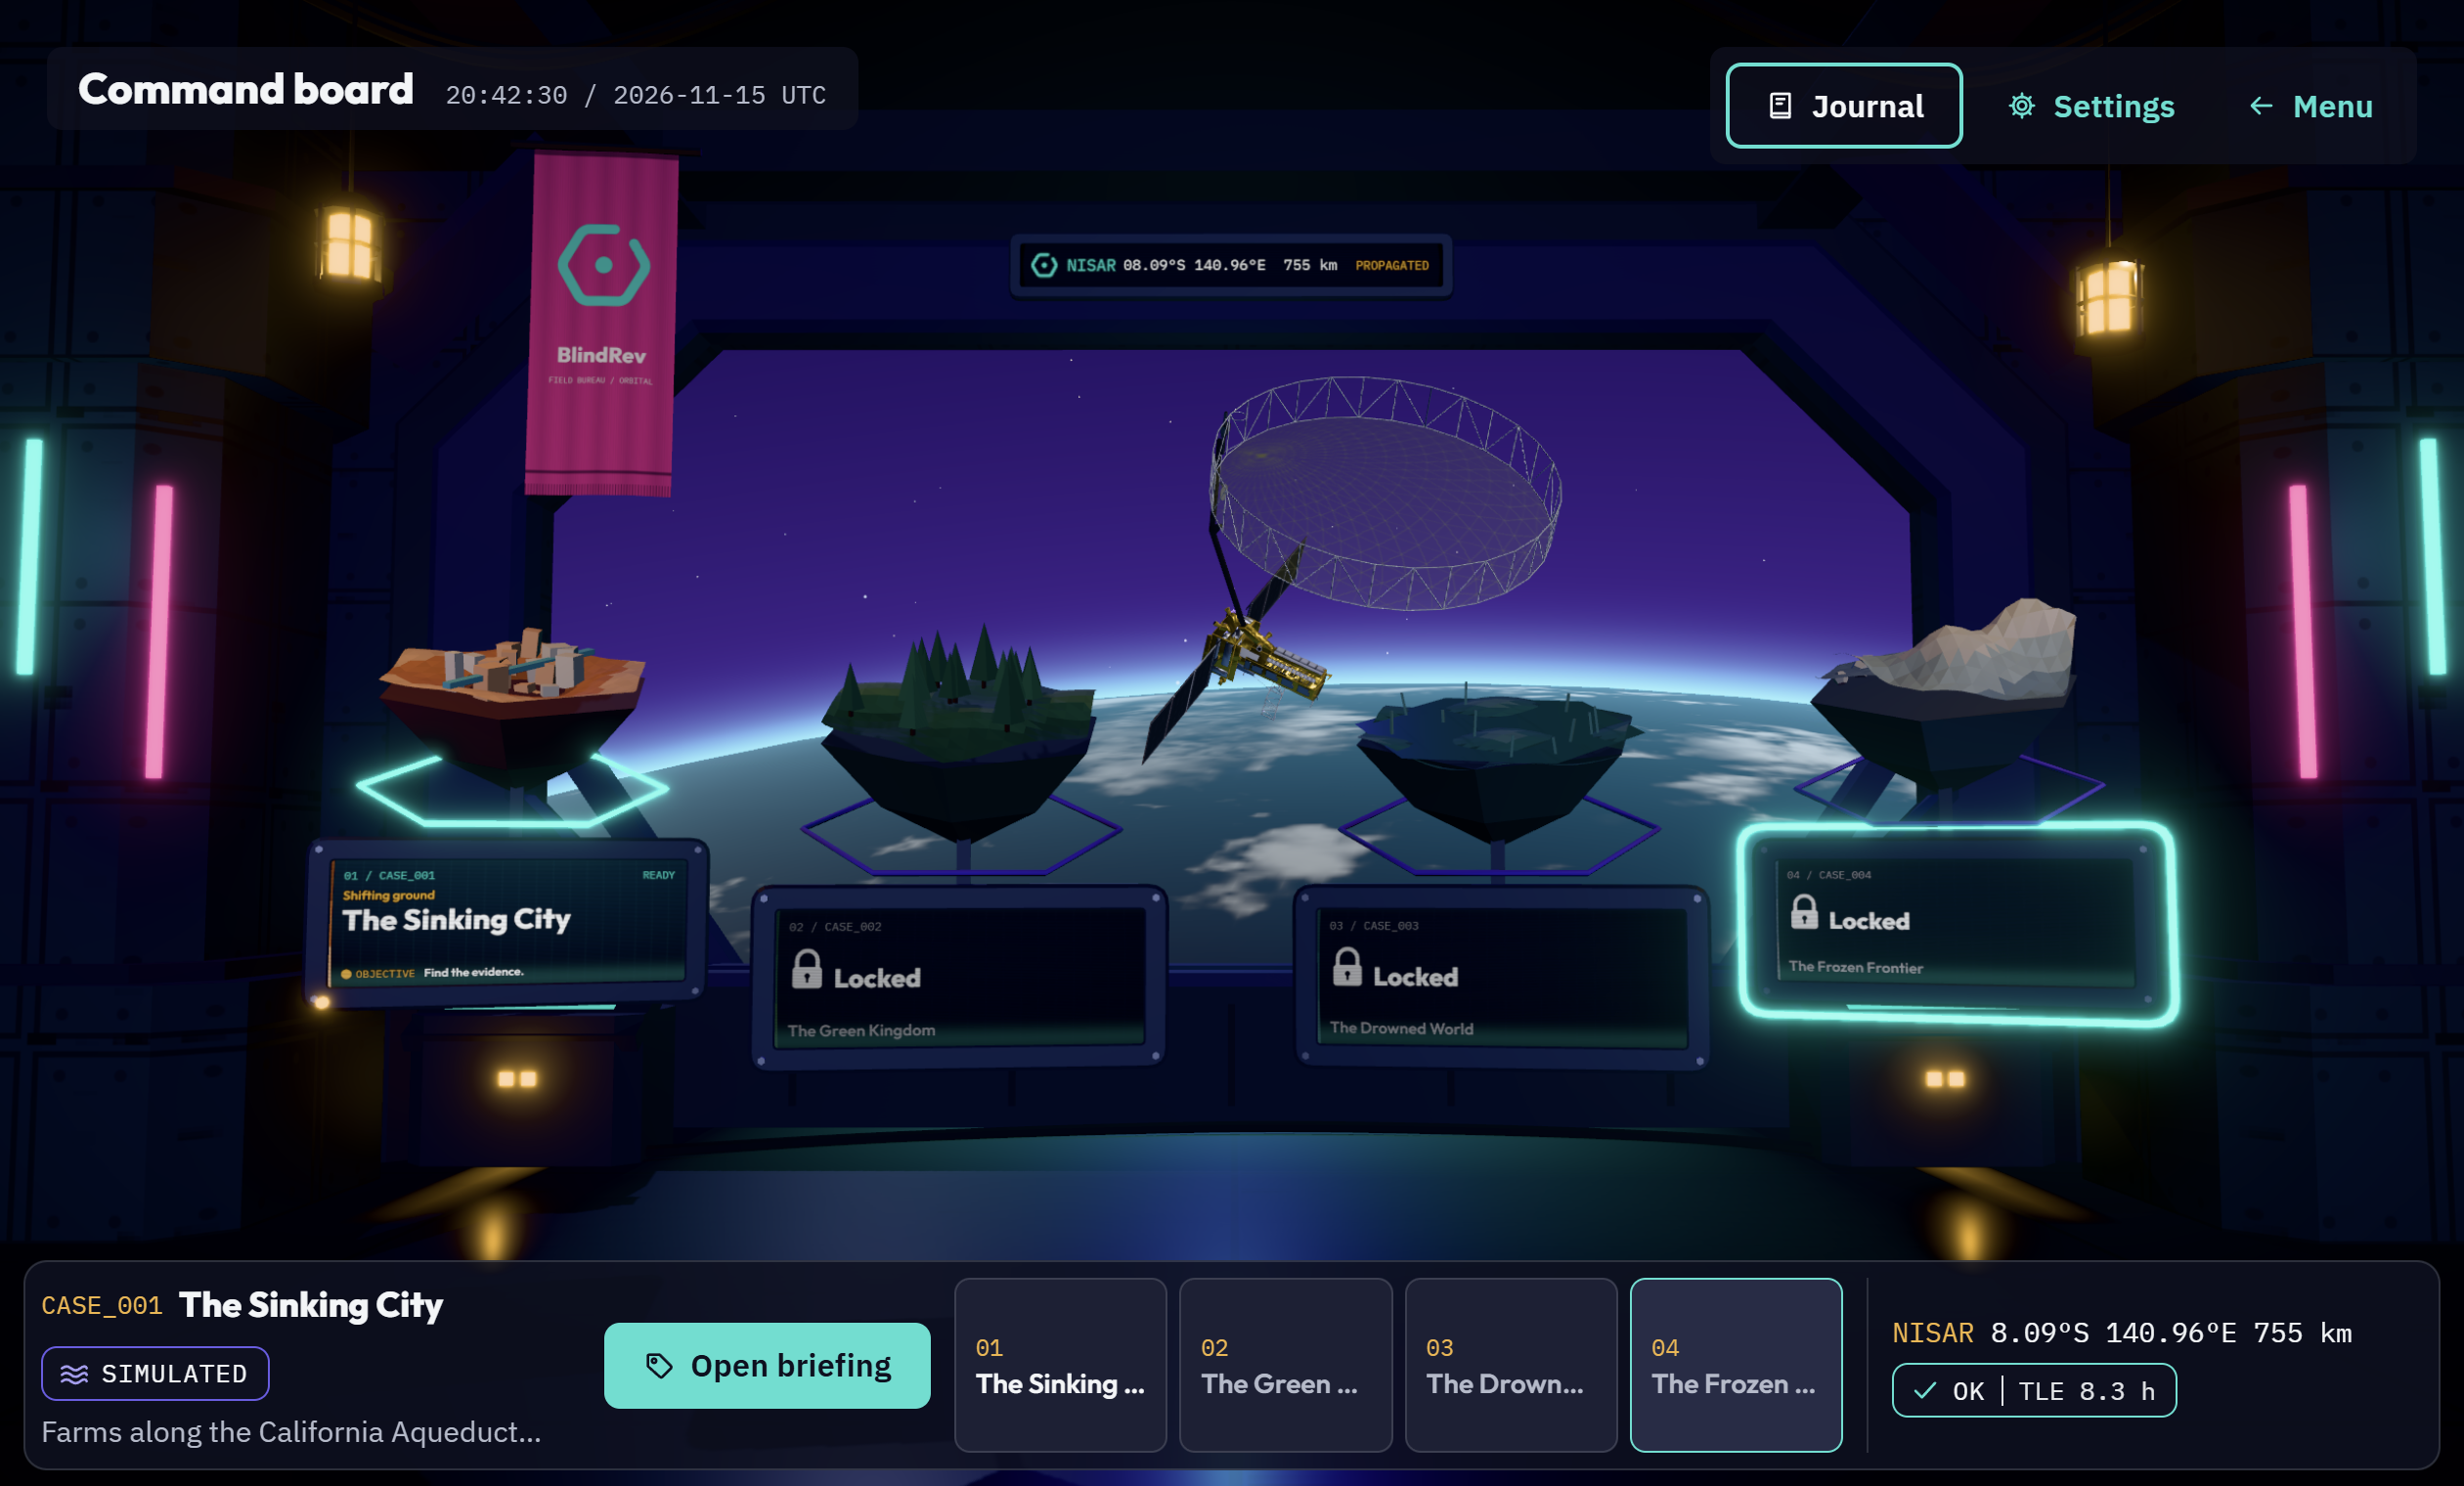 Command board 20:42:30 / 2026-11-15 UTC
Journal
Settings
Menu
NISAR 08.09°S 140.96°E 755 km PROPAGATED
BlindRev
FIELD BUREAU / ORBITAL
01 / CASE_001 READY
Shifting ground
The Sinking City
OBJECTIVE Find the evidence.
02 / CASE_002
Locked
The Green Kingdom
03 / CASE_003
Locked
The Drowned World
04 / CASE_004
Locked
The Frozen Frontier
CASE_001 The Sinking City
SIMULATED
Farms along the California Aqueduct...
Open briefing
01
The Sinking ...
02
The Green ...
03
The Drown...
04
The Frozen ...
NISAR 8.09°S 140.96°E 755 km
OK | TLE 8.3 h